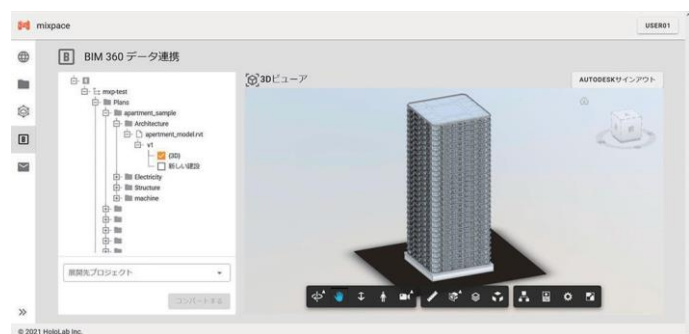 mixpace
USER01
B
BIM 360 データ連携
3Dビューア
AUTODESKサインアウト
mxp-test
Plans
apartment_sample
Architecture
apertment_model.rvt
v1
{3D}
新しい建設
Electricity
Structure
machine
展開先プロジェクト
コンバートする
© 2021 HoloLab Inc.